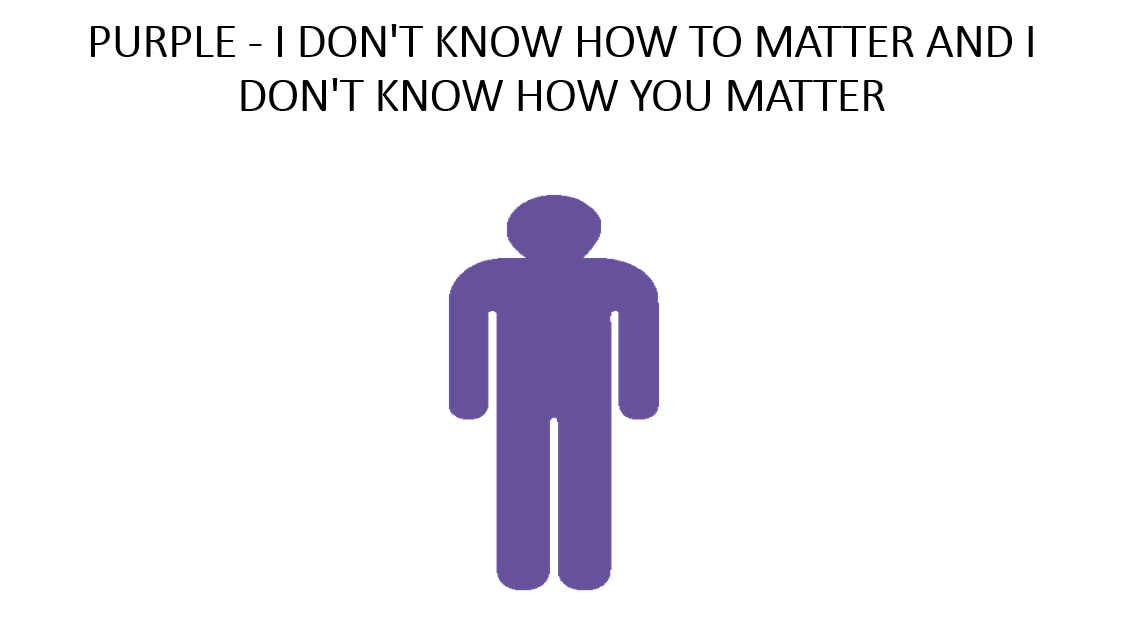 PURPLE - I DON'T KNOW HOW TO MATTER AND I
DON'T KNOW HOW YOU MATTER